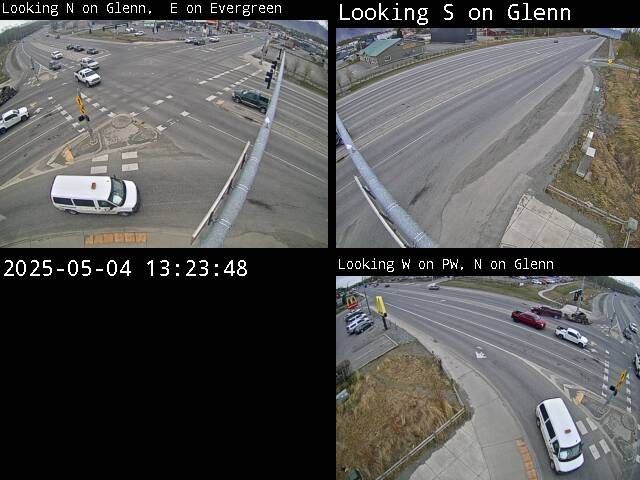 Looking N on Glenn,  E on Evergreen
Looking S on Glenn
2025-05-04 13:23:48
Looking W on PW, N on Glenn